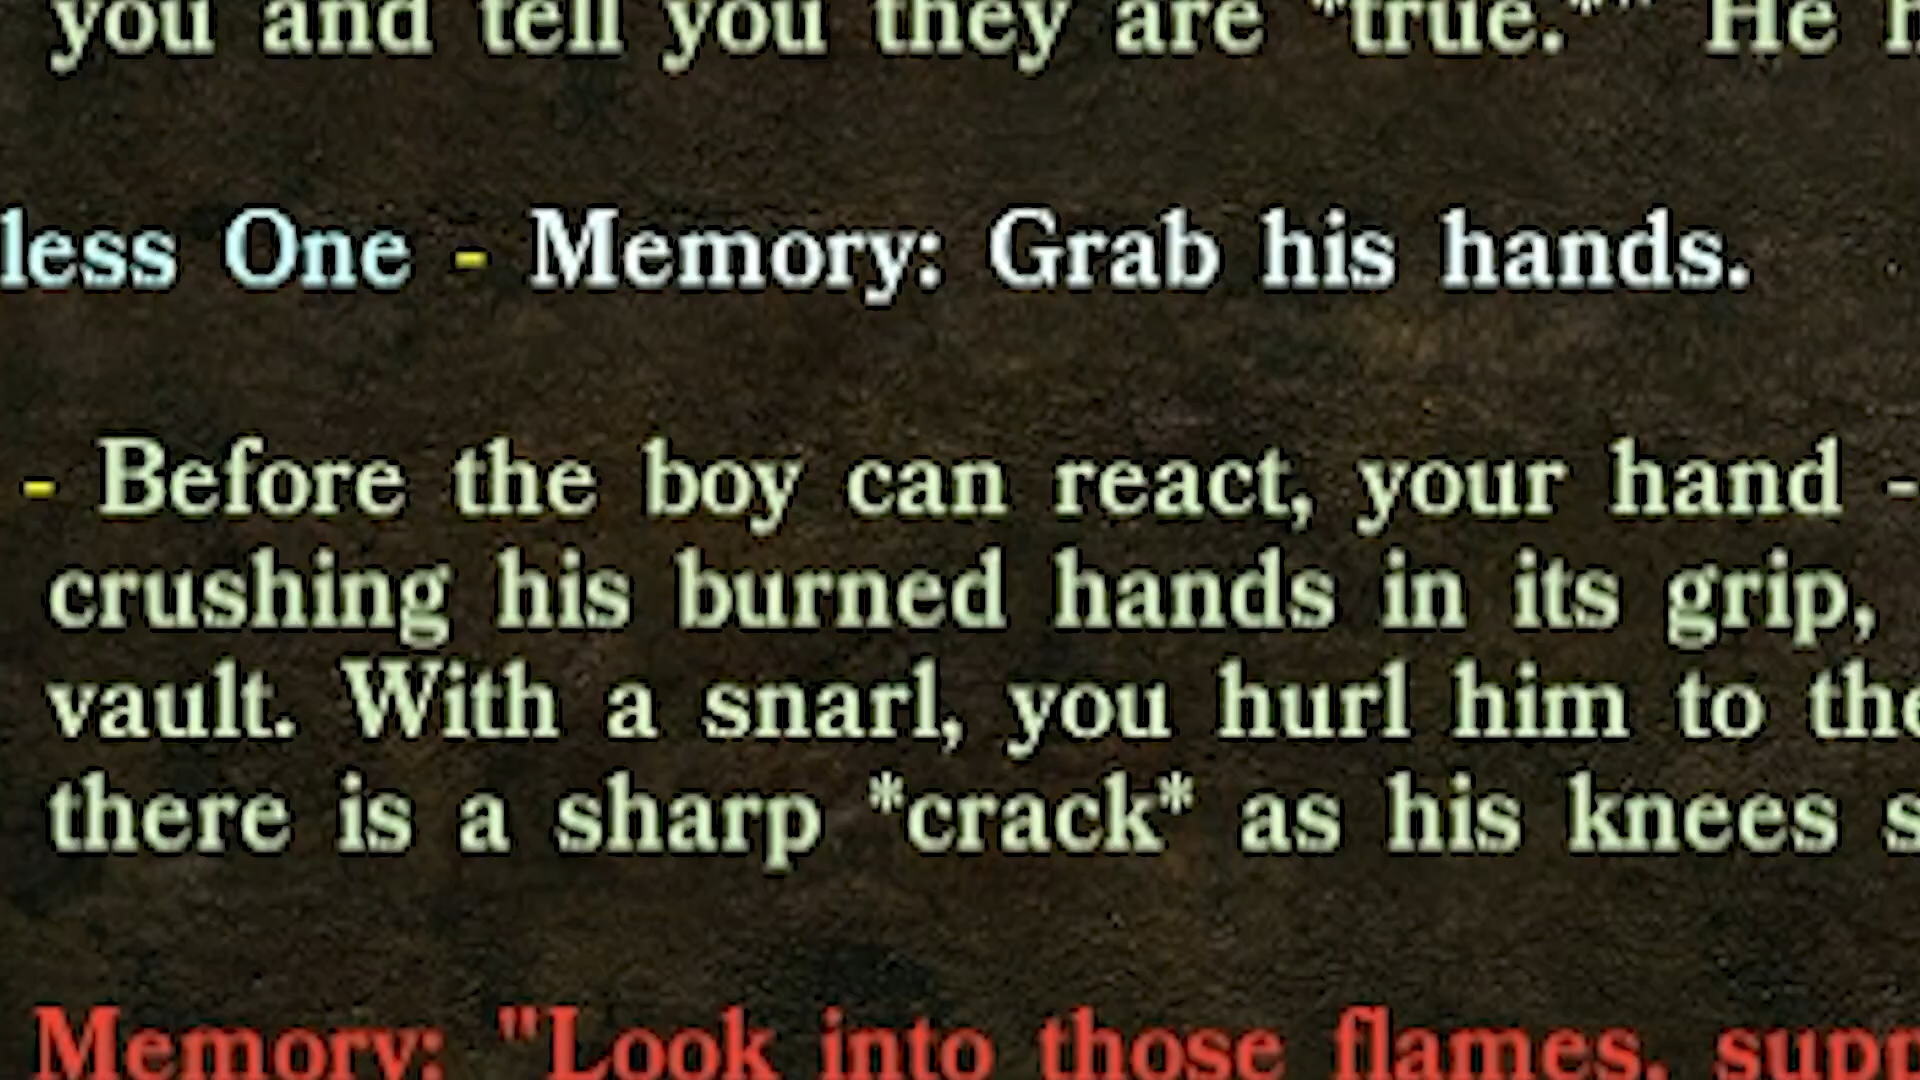 you and tell you they are *true.*" He
less One - Memory: Grab his hands.
- Before the boy can react, your hand -
crushing his burned hands in its grip,
vault. With a snarl, you hurl him to the
there is a sharp *crack* as his knees
Memory: "Look into those flames, supp